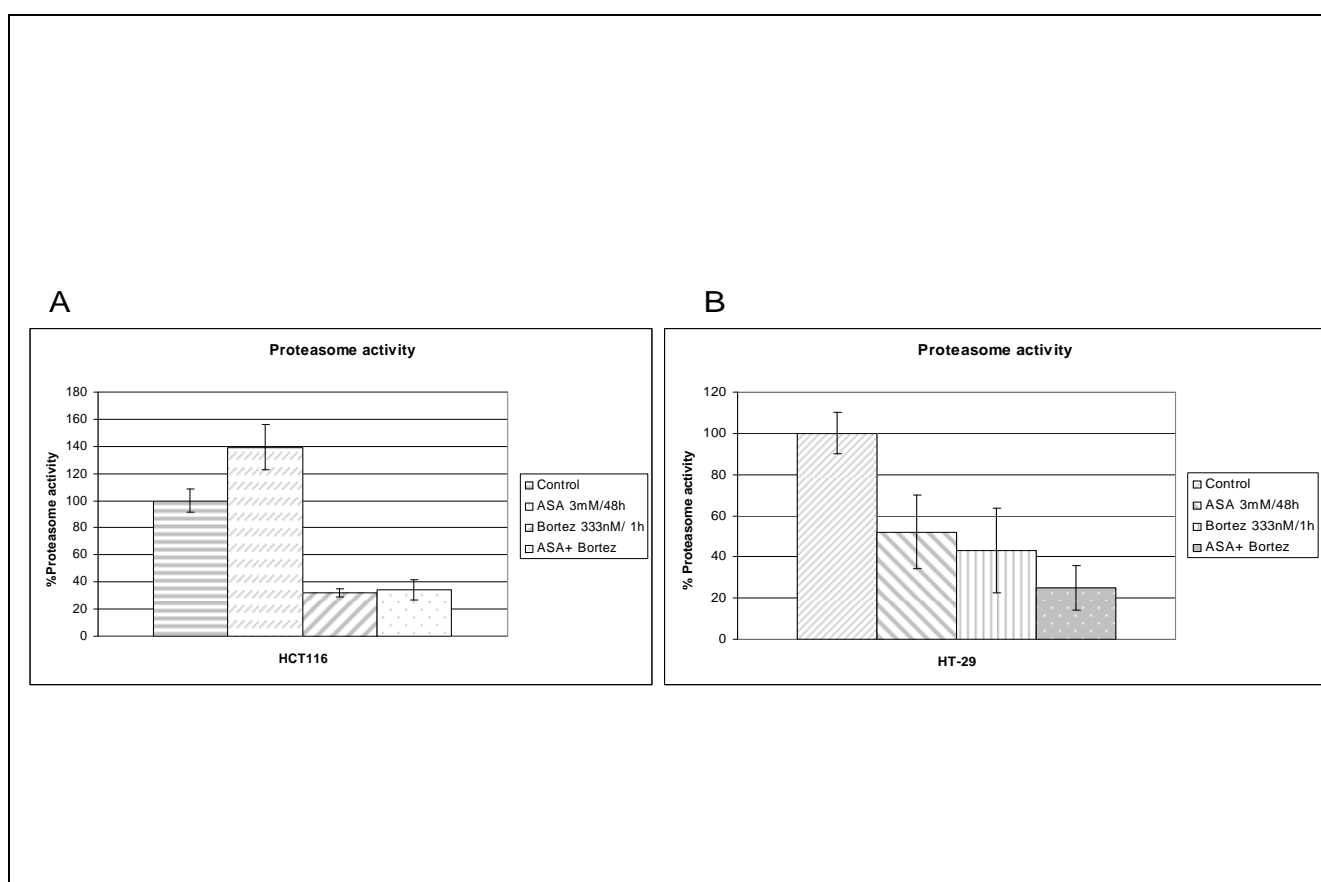 A
Proteasome activity
180
160
140
120
100
80
60
40
20
0
%Proteasome activity
HCT116
Control
ASA 3mM/48h
Bortez 333nM/ 1h
ASA+ Bortez
B
Proteasome activity
120
100
80
60
40
20
0
% Proteasome activity
HT-29
Control
ASA 3mM/48h
Bortez 333nM/1h
ASA+ Bortez